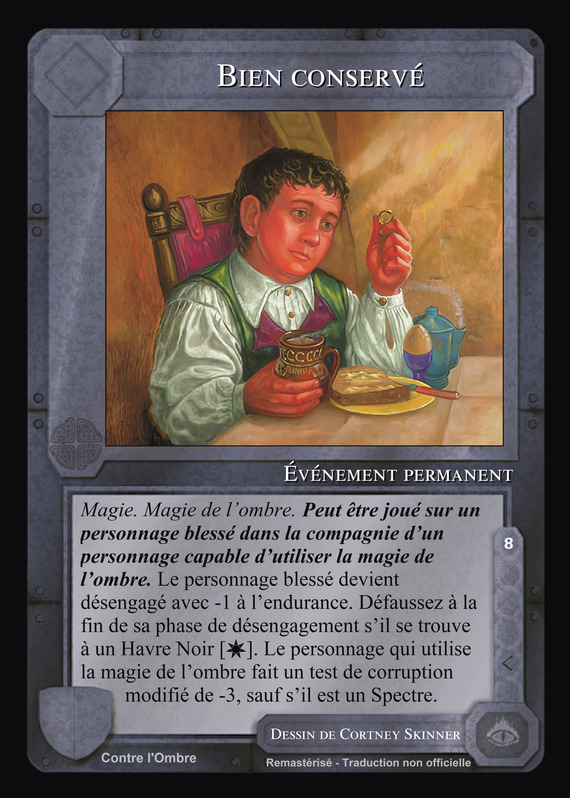 Bien conservé
Événement permanent
Magie. Magie de l’ombre. Peut être joué sur un
personnage blessé dans la compagnie d’un
personnage capable d’utiliser la magie de
l’ombre. Le personnage blessé devient
désengagé avec -1 à l’endurance. Défaussez à la
fin de sa phase de désengagement s’il se trouve
à un Havre Noir [☀]. Le personnage qui utilise
la magie de l’ombre fait un test de corruption
modifié de -3, sauf s’il est un Spectre.
8
Dessin de Cortney Skinner
Contre l'Ombre
Remastérisé - Traduction non officielle